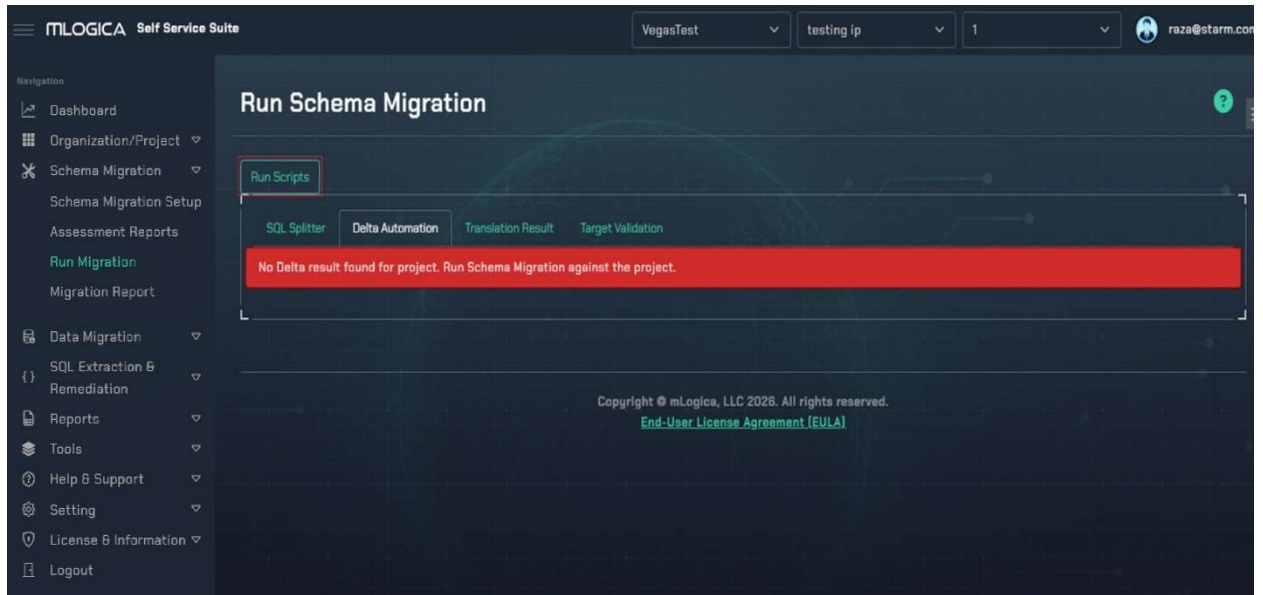 mLOGICA Self Service Suite
VegasTest
testing ip
1
raza@starm.com
Navigation
Dashboard
Organization/Project
Schema Migration
Schema Migration Setup
Assessment Reports
Run Migration
Migration Report
Data Migration
SQL Extraction &
Remediation
Reports
Tools
Help & Support
Setting
License & Information
Logout
Run Schema Migration
?
Run Scripts
SQL Splitter
Delta Automation
Translation Result
Target Validation
No Delta result found for project. Run Schema Migration against the project.
Copyright © mLogica, LLC 2026. All rights reserved.
End-User License Agreement (EULA)